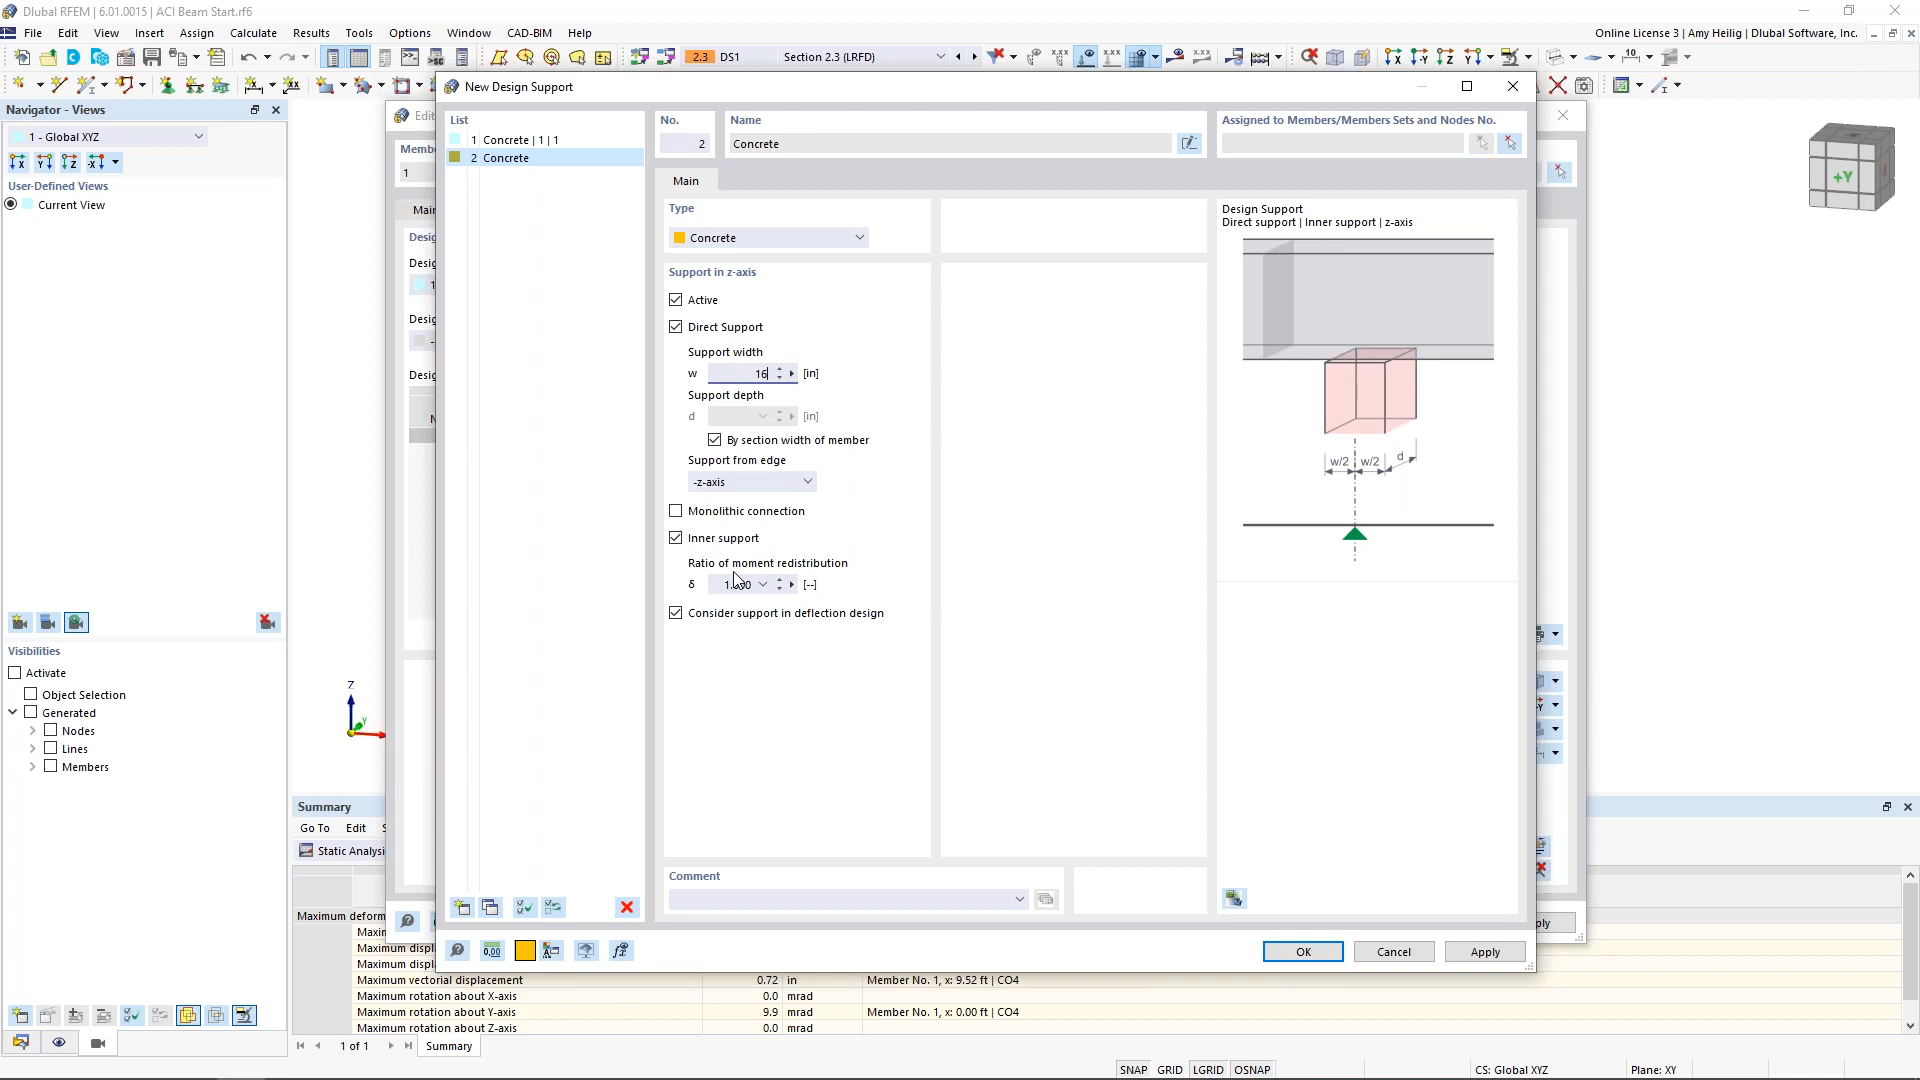 Dlubal RFEM | 6.01.0015 | ACI Beam Start.rf6
File Edit View Insert Assign Calculate Results Tools Options Window CAD-BIM Help
Online License 3 | Amy Heilig | Dlubal Software, Inc.
2.3 DS1 Section 2.3 (LRFD)
Navigator - Views
1 - Global XYZ
User-Defined Views
Current View
Visibilities
Activate
Object Selection
Generated
Nodes
Lines
Members
New Design Support
List
1 Concrete | 1 | 1
2 Concrete
No.
2
Name
Concrete
Assigned to Members/Members Sets and Nodes No.
Main
Type
Concrete
Support in z-axis
Active
Direct Support
Support width
w 16 [in]
Support depth
d [in]
By section width of member
Support from edge
-z-axis
Monolithic connection
Inner support
Ratio of moment redistribution
δ [--]
Consider support in deflection design
Comment
Design Support
Direct support | Inner support | z-axis
w/2 w/2 d
OK Cancel Apply
+Y
Z
Y
Summary
Go To Edit
Static Analysi
Maximum deform
Maxim
Maximum displ
Maximum displ
Maximum vectorial displacement 0.72 in Member No. 1, x: 9.52 ft | CO4
Maximum rotation about X-axis 0.0 mrad
Maximum rotation about Y-axis 9.9 mrad Member No. 1, x: 0.00 ft | CO4
Maximum rotation about Z-axis 0.0 mrad
1 of 1 Summary
SNAP GRID LGRID OSNAP CS: Global XYZ Plane: XY